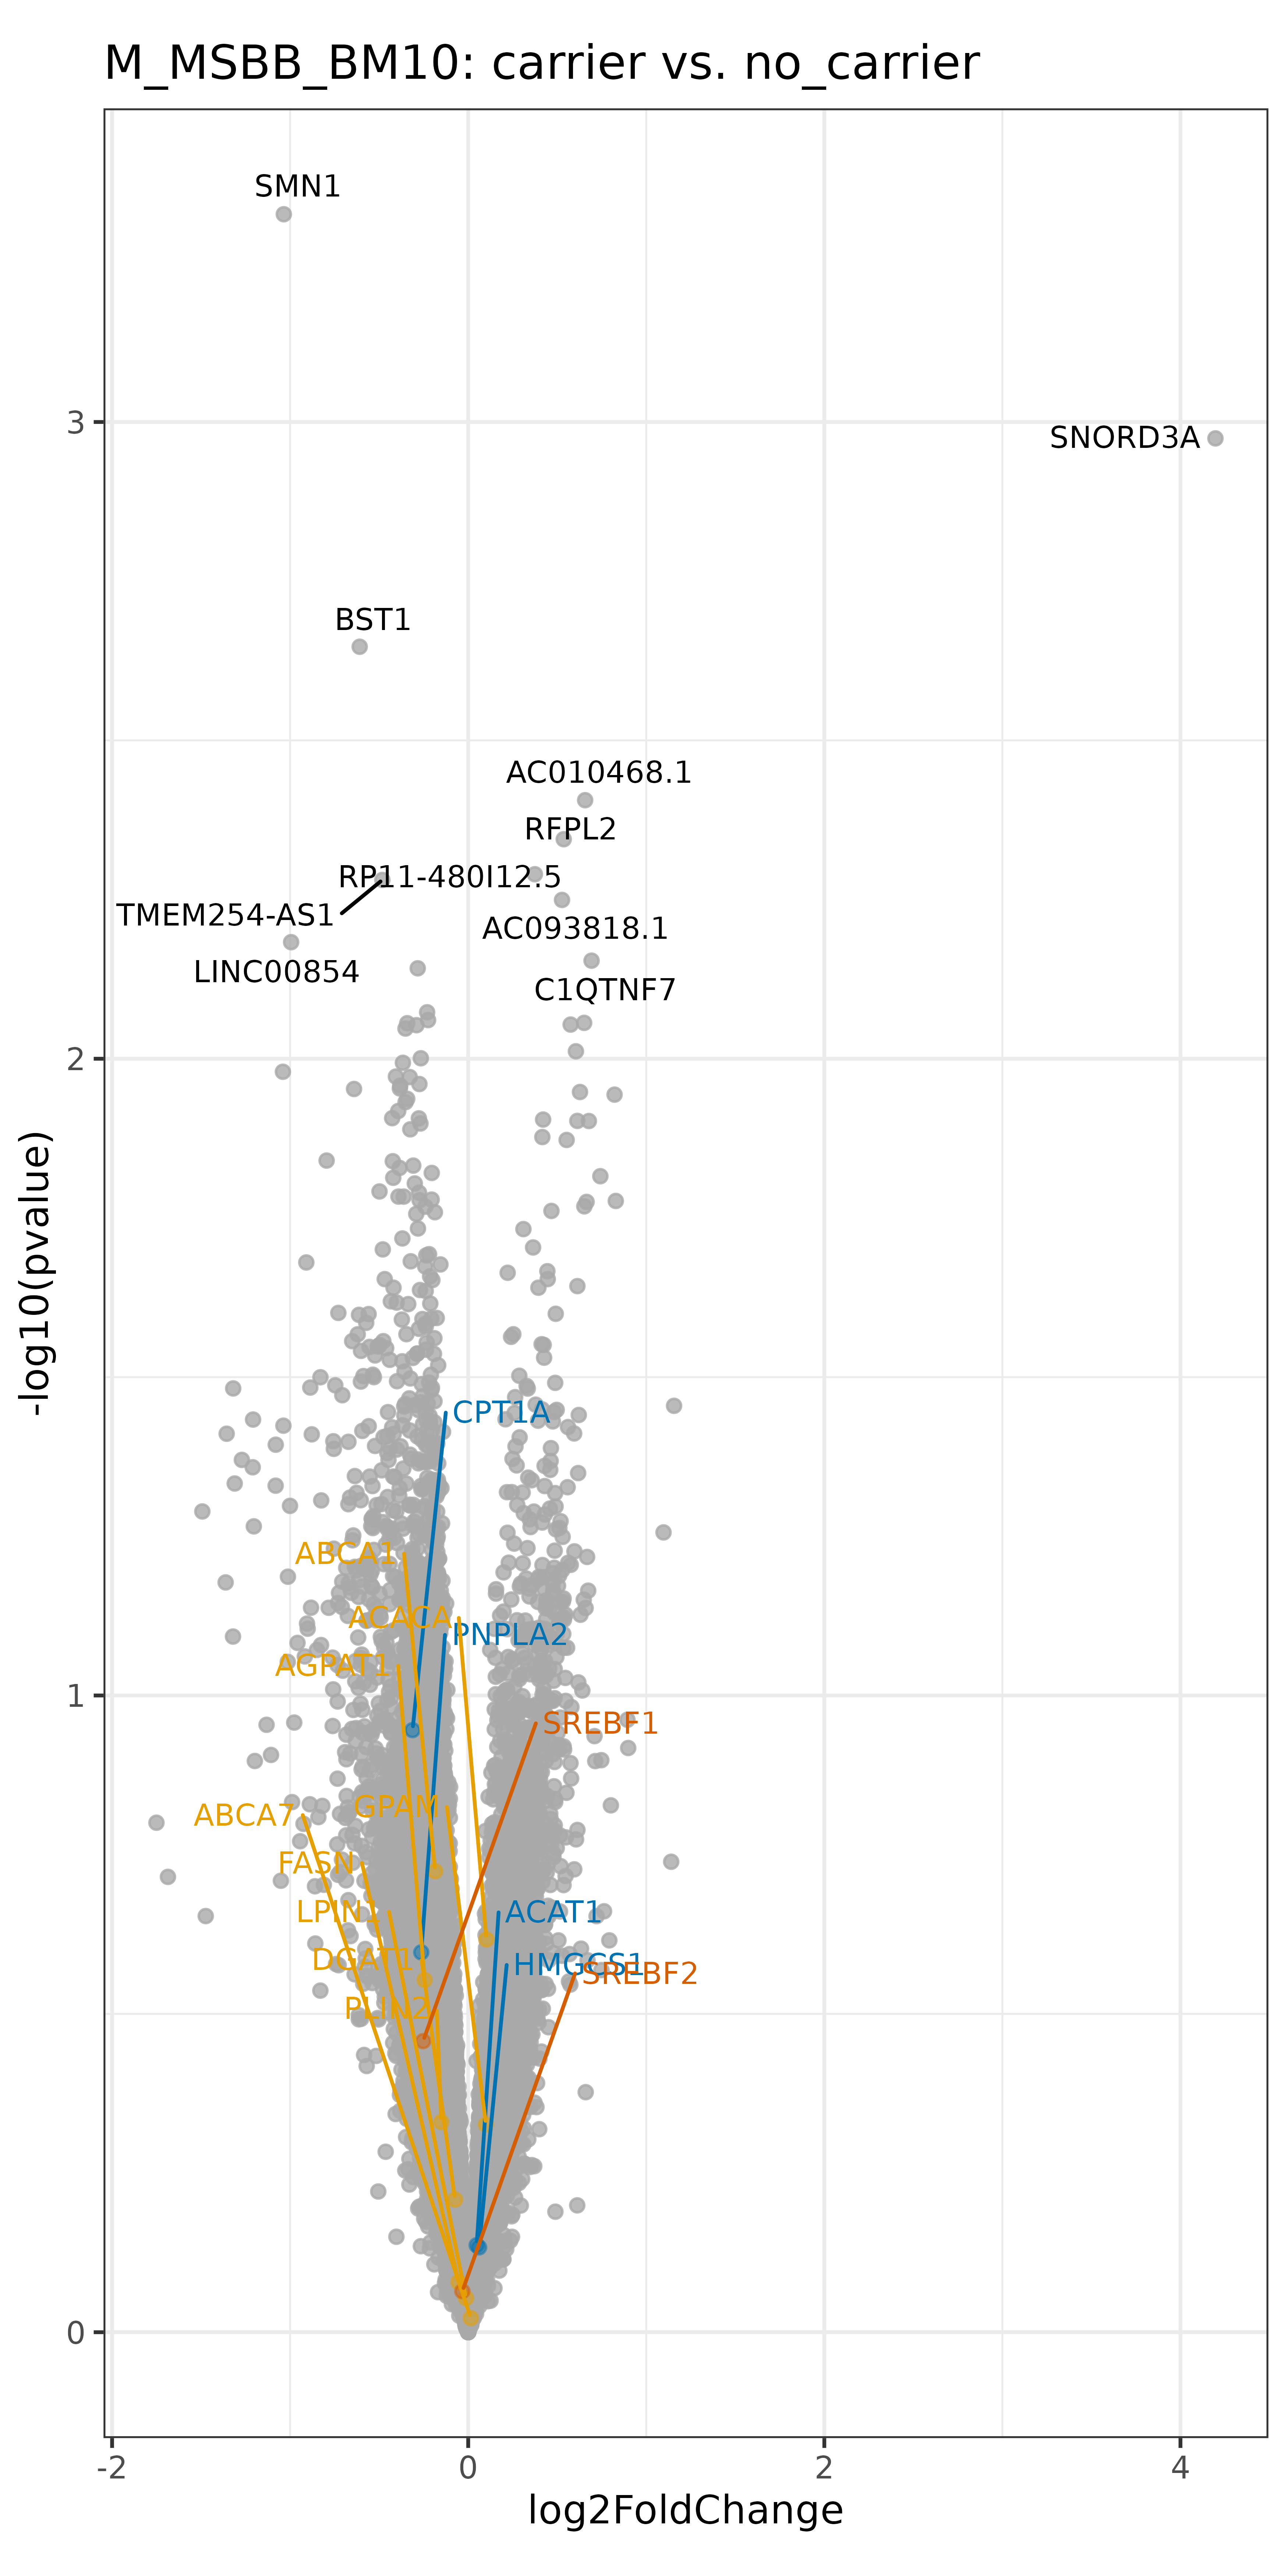 M_MSBB_BM10: carrier vs. no_carrier
SMN1
3
SNORD3A
BST1
AC010468.1
RFPL2
RP11-480I12.5
TMEM254-AS1
AC093818.1
LINC00854
C1QTNF7
2
-log10(pvalue)
CPT1A
ABCA1
ACACA
PNPLA2
AGPAT1
1
SREBF1
GPAM
ABCA7
FASN
LPIN1
ACAT1
DGAT1
HMGCS1
SREBF2
PLIN2
0
-2
0
2
4
log2FoldChange